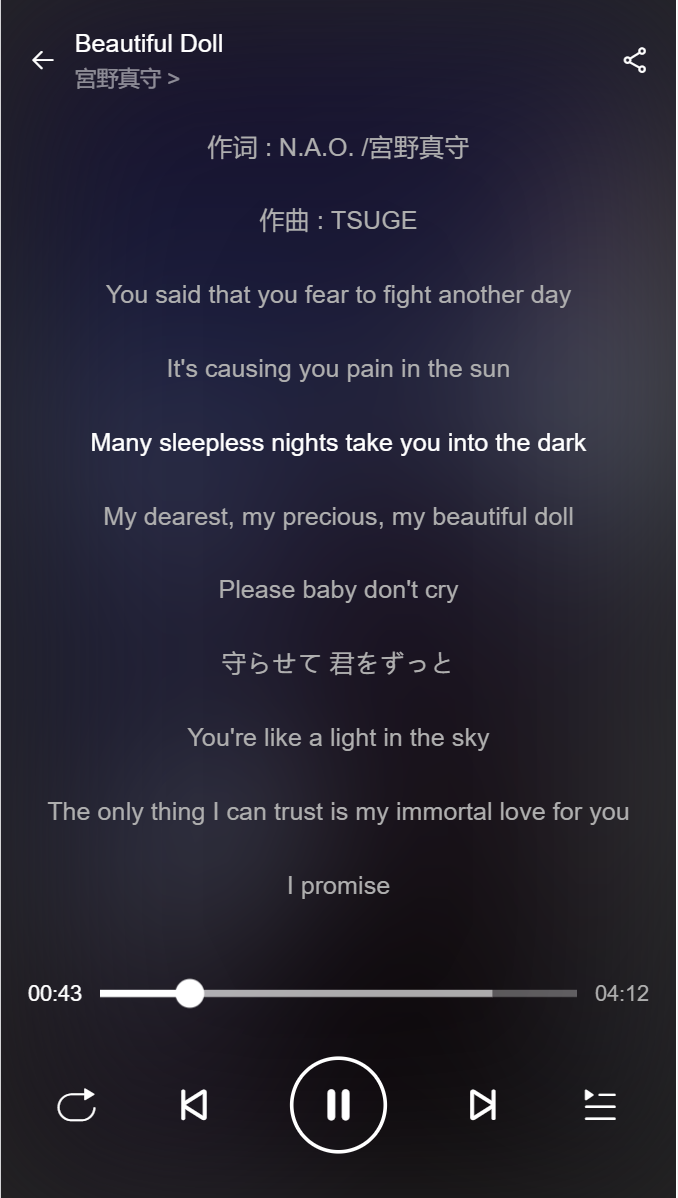 Beautiful Doll
宮野真守 >
作词 : N.A.O. /宮野真守
作曲 : TSUGE
You said that you fear to fight another day
It's causing you pain in the sun
Many sleepless nights take you into the dark
My dearest, my precious, my beautiful doll
Please baby don't cry
守らせて 君をずっと
You're like a light in the sky
The only thing I can trust is my immortal love for you
I promise
00:43
04:12